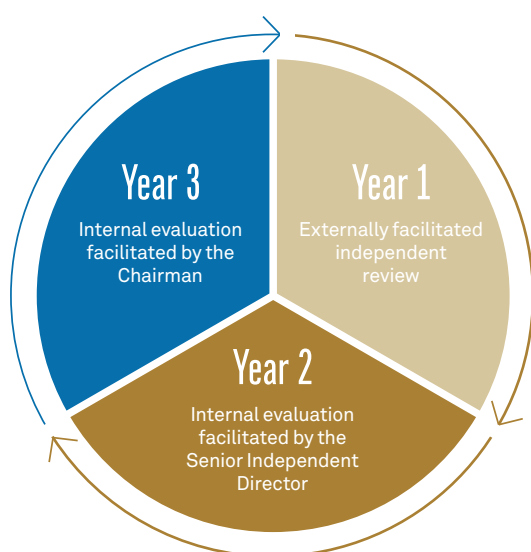 Year 1
Externally facilitated
independent
review
Year 2
Internal evaluation
facilitated by the
Senior Independent
Director
Year 3
Internal evaluation
facilitated by the
Chairman